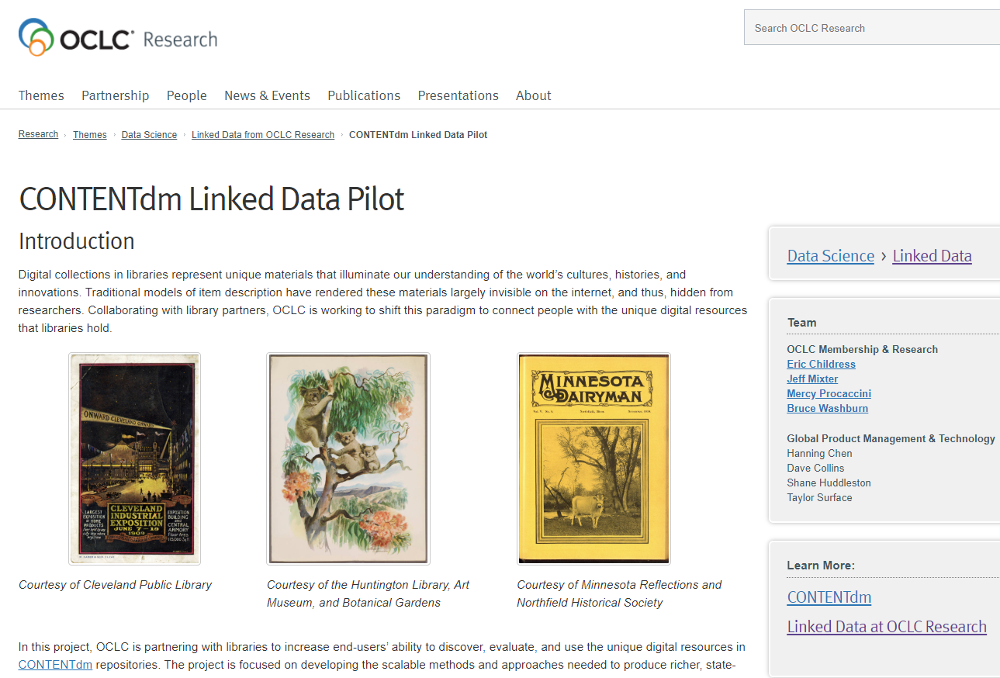 OCLC Research
Search OCLC Research
Themes Partnership People News & Events Publications Presentations About
Research › Themes › Data Science › Linked Data from OCLC Research › CONTENTdm Linked Data Pilot
CONTENTdm Linked Data Pilot
Introduction
Digital collections in libraries represent unique materials that illuminate our understanding of the world’s cultures, histories, and
innovations. Traditional models of item description have rendered these materials largely invisible on the internet, and thus, hidden from
researchers. Collaborating with library partners, OCLC is working to shift this paradigm to connect people with the unique digital resources
that libraries hold.
ONWARD CLEVELAND ONWARD
LARGEST
EXPOSITION
OF HOME
PRODUCTS
CLEVELAND
INDUSTRIAL
EXPOSITION
JUNE 7 - 19
1909
EXPOSITION
BUILDING
AND
CENTRAL
ARMORY
Floor Area
MINNESOTA
DAIRYMAN
Courtesy of Cleveland Public Library
Courtesy of the Huntington Library, Art
Museum, and Botanical Gardens
Courtesy of Minnesota Reflections and
Northfield Historical Society
In this project, OCLC is partnering with libraries to increase end-users’ ability to discover, evaluate, and use the unique digital resources in
CONTENTdm repositories. The project is focused on developing the scalable methods and approaches needed to produce richer, state-
Data Science › Linked Data
Team
OCLC Membership & Research
Eric Childress
Jeff Mixter
Mercy Procaccini
Bruce Washburn
Global Product Management & Technology
Hanning Chen
Dave Collins
Shane Huddleston
Taylor Surface
Learn More:
CONTENTdm
Linked Data at OCLC Research